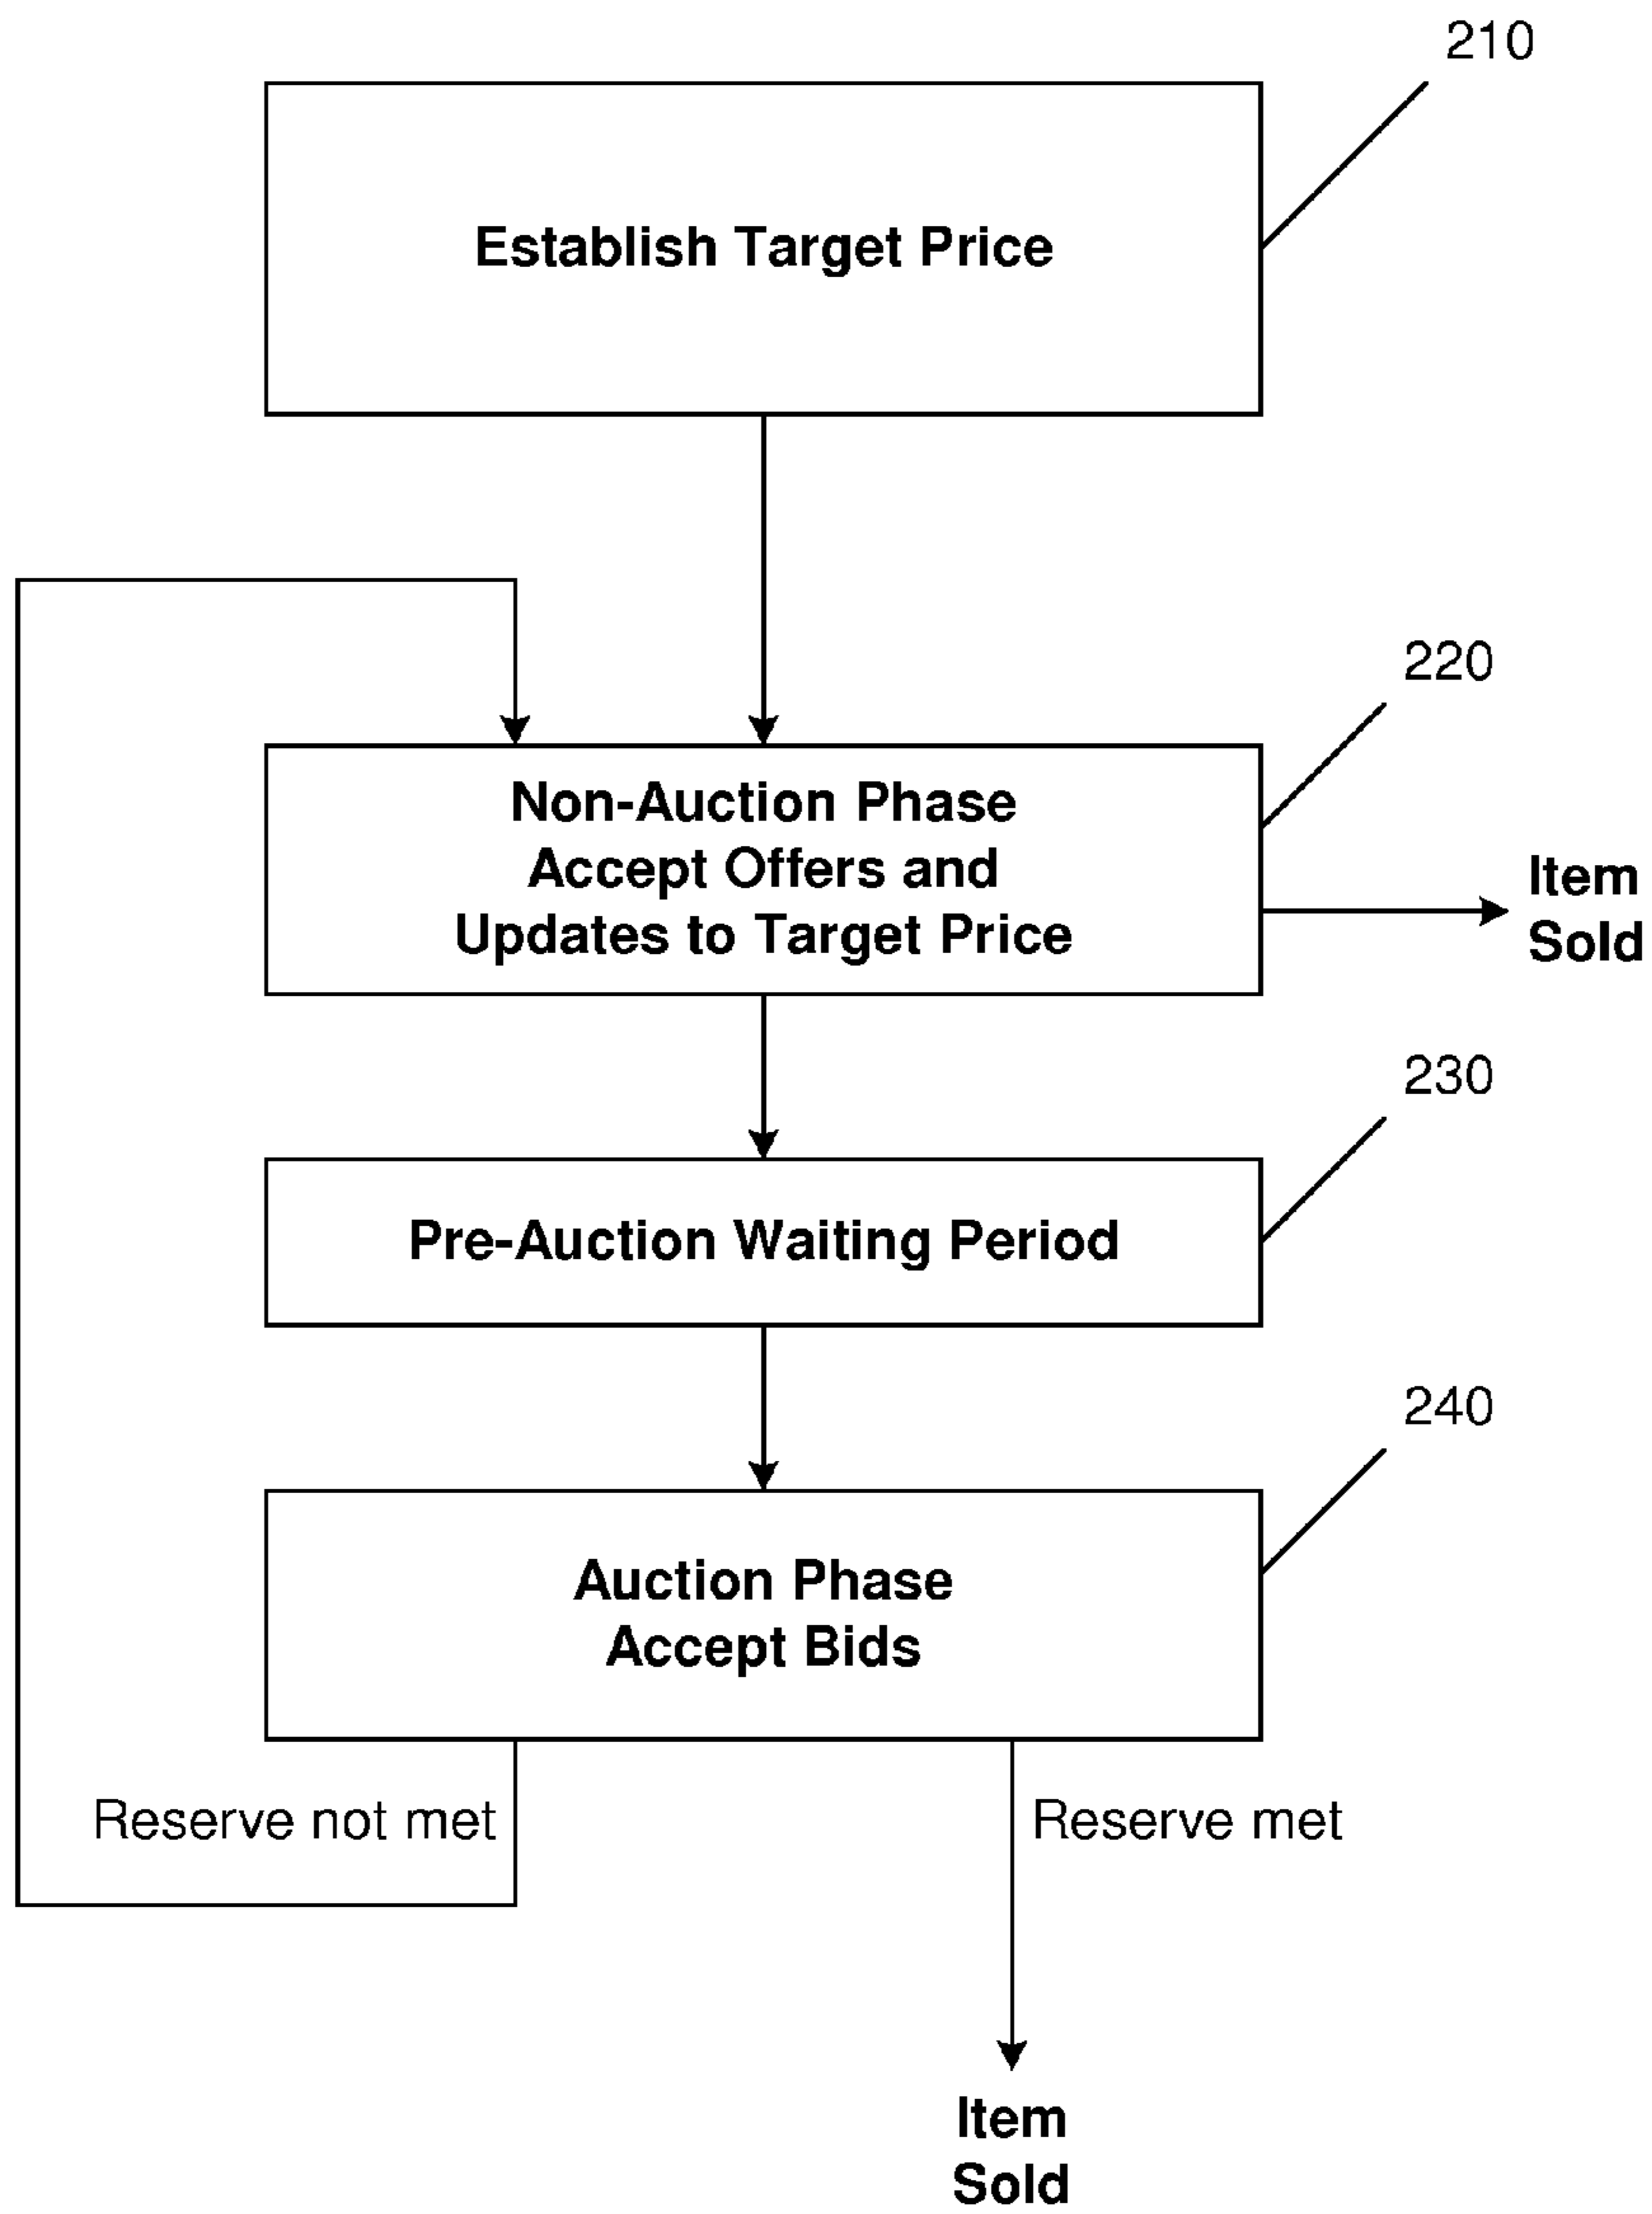 210
Establish Target Price
220
Non-Auction Phase
Accept Offers and
Updates to Target Price
Item
Sold
230
Pre-Auction Waiting Period
240
Auction Phase
Accept Bids
Reserve not met
Reserve met
Item
Sold